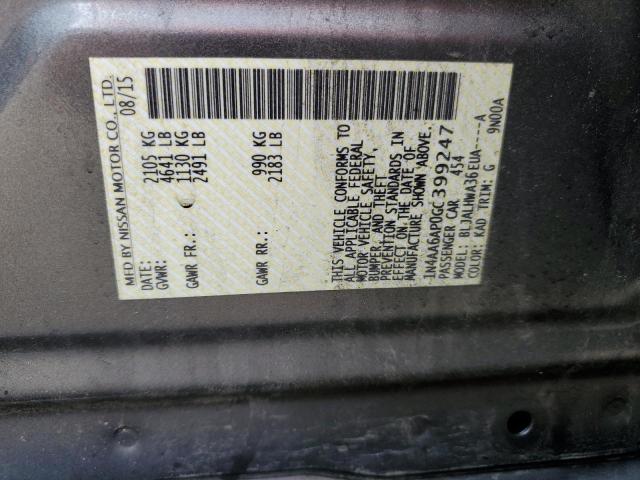 MFD BY NISSAN MOTOR CO., LTD.
DATE: 08/15
GVWR: 2105 KG
4641 LB
GAWR FR: 1130 KG
2491 LB
GAWR RR: 990 KG
2183 LB
THIS VEHICLE CONFORMS TO
ALL APPLICABLE FEDERAL
MOTOR VEHICLE SAFETY,
BUMPER, AND THEFT
PREVENTION STANDARDS IN
EFFECT ON THE DATE OF
MANUFACTURE SHOWN ABOVE.
1N4AA6AP0GC399247
PASSENGER CAR 454
MODEL: BLJALHWA36EUA----A
COLOR: KAD TRIM: G 9N00A